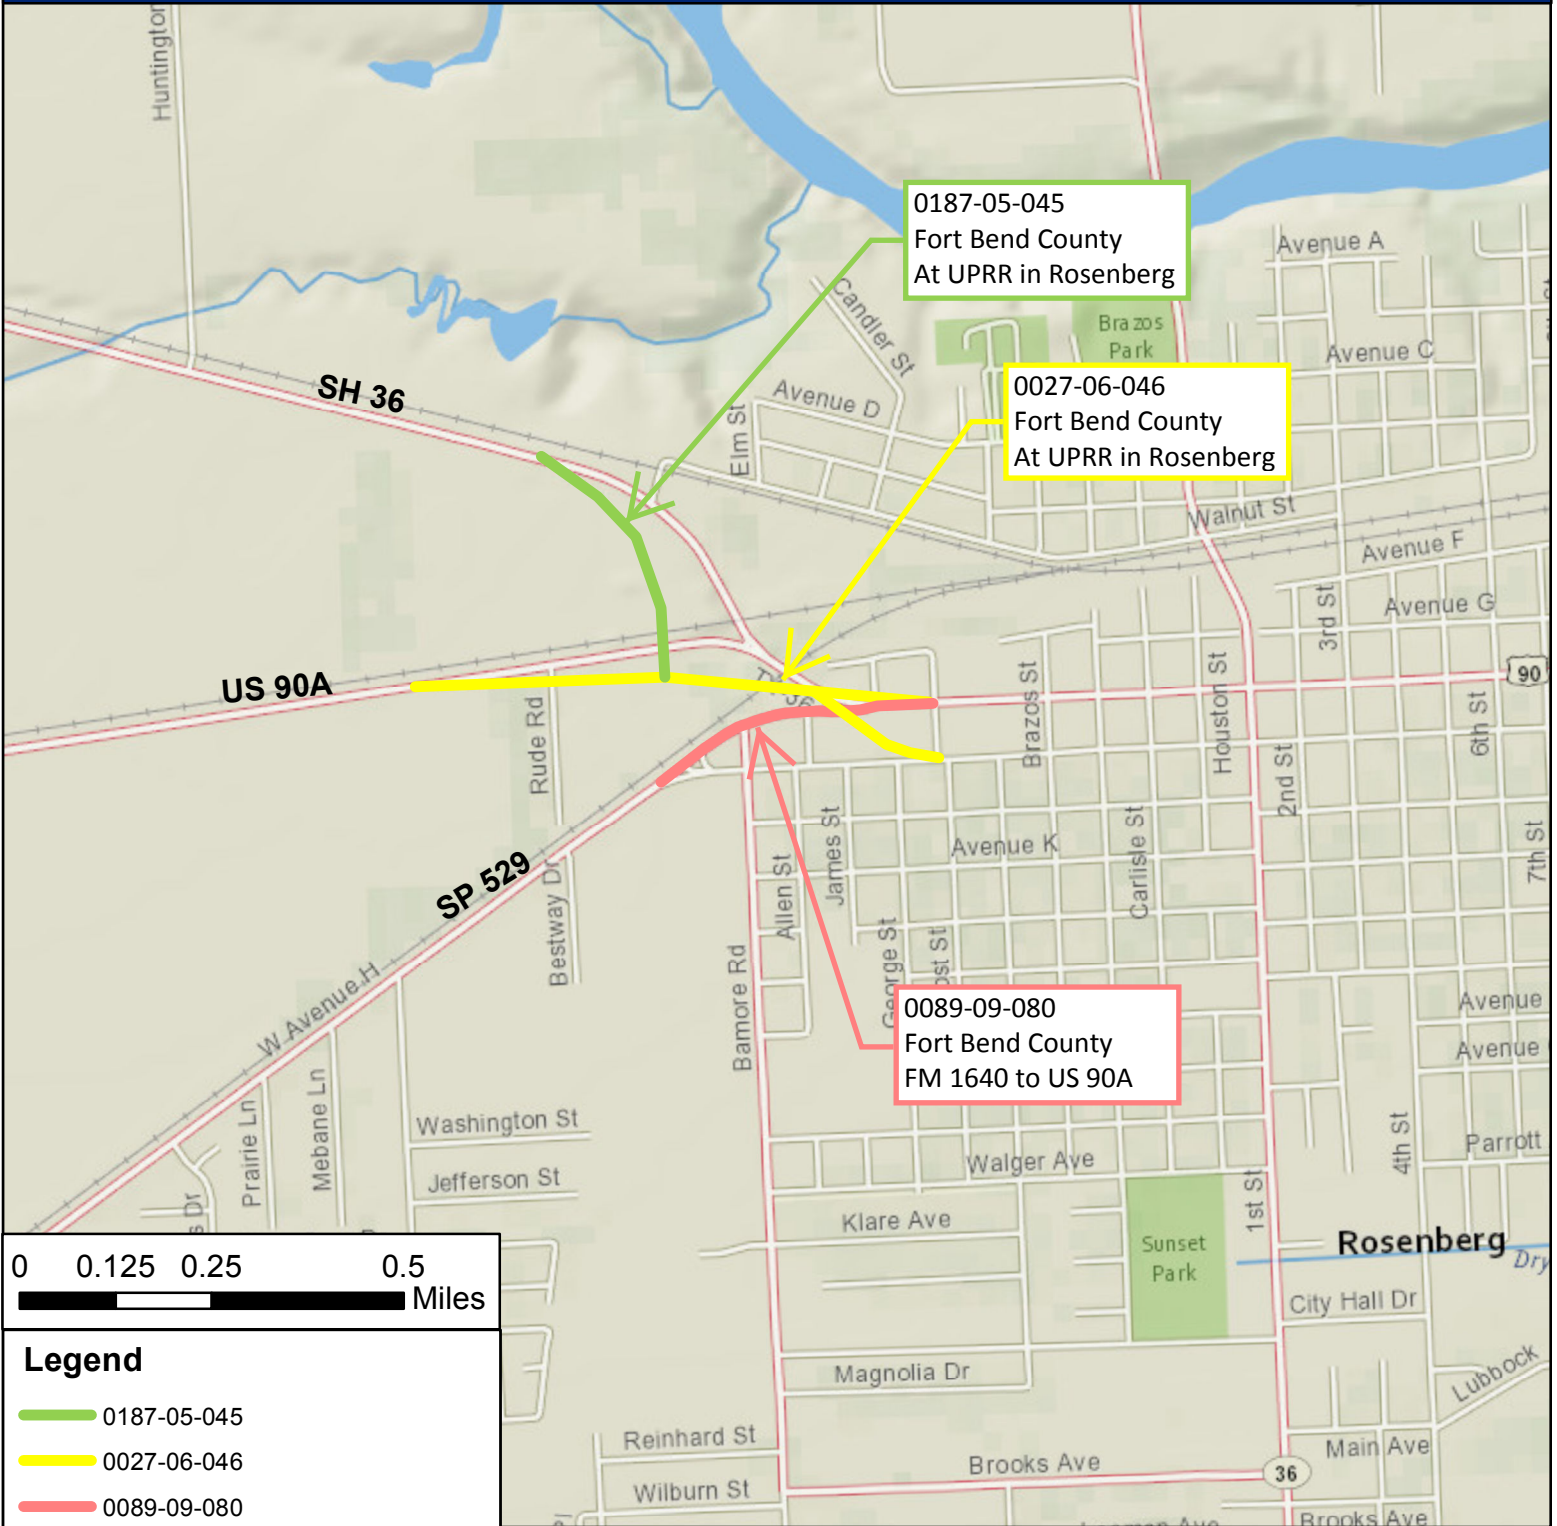 Huntington
0187-05-045
Fort Bend County
At UPRR in Rosenberg
Avenue A
Candler St
Brazos
Park
Avenue C
SH 36
Avenue D
Elm St
0027-06-046
Fort Bend County
At UPRR in Rosenberg
Walnut St
Avenue F
Avenue G
3rd St
US 90A
Rude Rd
Brazos St
Houston St
2nd St
90
6th St
SP 529
Bestway Dr
Allen St
James St
Avenue K
Carlisle St
7th St
George St
W Avenue H
Bamore Rd
0089-09-080
Fort Bend County
FM 1640 to US 90A
Avenue
Avenue
Prairie Ln
Mebane Ln
Washington St
Jefferson St
Walger Ave
4th St
Parrott
1st St
Klare Ave
Sunset
Park
Rosenberg
Dry
City Hall Dr
0 0.125 0.25 0.5
Miles
Magnolia Dr
Lubbock
Legend
0187-05-045
0027-06-046
0089-09-080
Reinhard St
Wilburn St
Brooks Ave
36
Main Ave
Brooks Ave